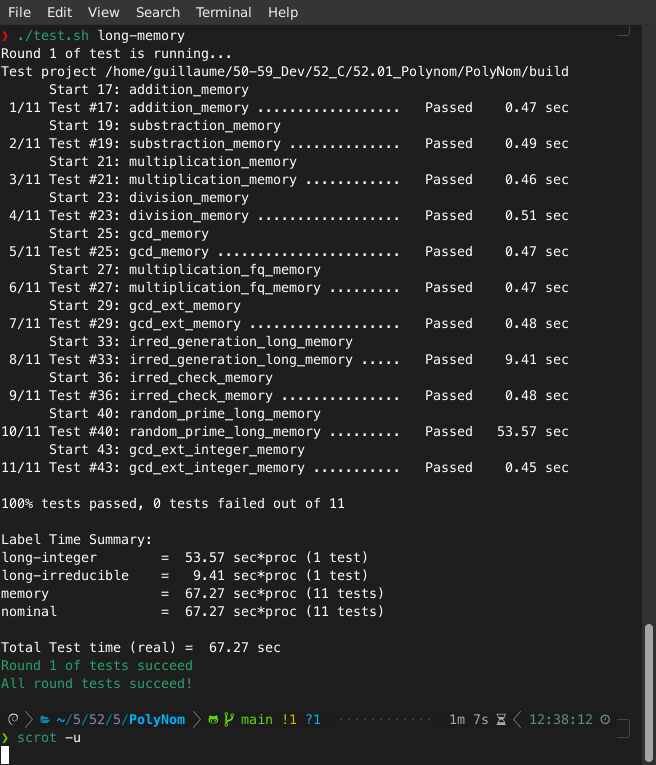 File Edit View Search Terminal Help
❯ ./test.sh long-memory
Round 1 of test is running...
Test project /home/guillaume/50-59_Dev/52_C/52.01_Polynom/PolyNom/build
      Start 17: addition_memory
 1/11 Test #17: addition_memory ..................   Passed    0.47 sec
      Start 19: substraction_memory
 2/11 Test #19: substraction_memory ..............   Passed    0.49 sec
      Start 21: multiplication_memory
 3/11 Test #21: multiplication_memory ............   Passed    0.46 sec
      Start 23: division_memory
 4/11 Test #23: division_memory ..................   Passed    0.51 sec
      Start 25: gcd_memory
 5/11 Test #25: gcd_memory .......................   Passed    0.47 sec
      Start 27: multiplication_fq_memory
 6/11 Test #27: multiplication_fq_memory .........   Passed    0.47 sec
      Start 29: gcd_ext_memory
 7/11 Test #29: gcd_ext_memory ...................   Passed    0.48 sec
      Start 33: irred_generation_long_memory
 8/11 Test #33: irred_generation_long_memory .....   Passed    9.41 sec
      Start 36: irred_check_memory
 9/11 Test #36: irred_check_memory ...............   Passed    0.48 sec
      Start 40: random_prime_long_memory
10/11 Test #40: random_prime_long_memory .........   Passed   53.57 sec
      Start 43: gcd_ext_integer_memory
11/11 Test #43: gcd_ext_integer_memory ...........   Passed    0.45 sec
100% tests passed, 0 tests failed out of 11
Label Time Summary:
long-integer        =  53.57 sec*proc (1 test)
long-irreducible    =   9.41 sec*proc (1 test)
memory              =  67.27 sec*proc (11 tests)
nominal             =  67.27 sec*proc (11 tests)
Total Test time (real) =  67.27 sec
Round 1 of tests succeed
All round tests succeed!
~/5/52/5/PolyNom main !1 ?1 1m 7s 12:38:12
❯ scrot -u